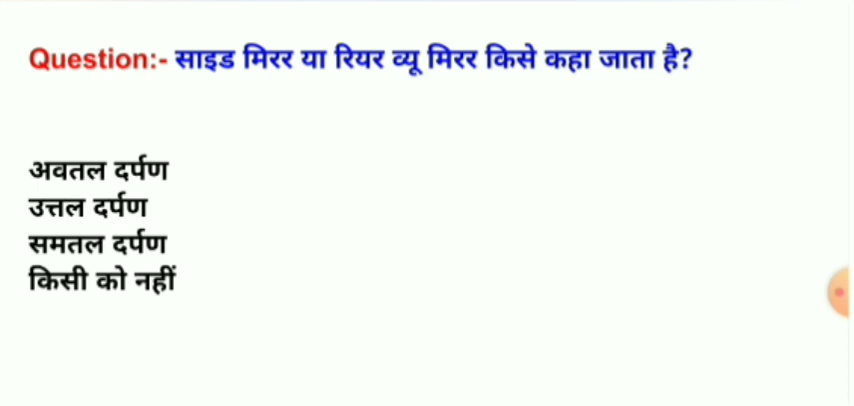 Question:- साइड मिरर या रियर व्यू मिरर किसे कहा जाता है?
अवतल दर्पण
उत्तल दर्पण
समतल दर्पण
किसी को नहीं